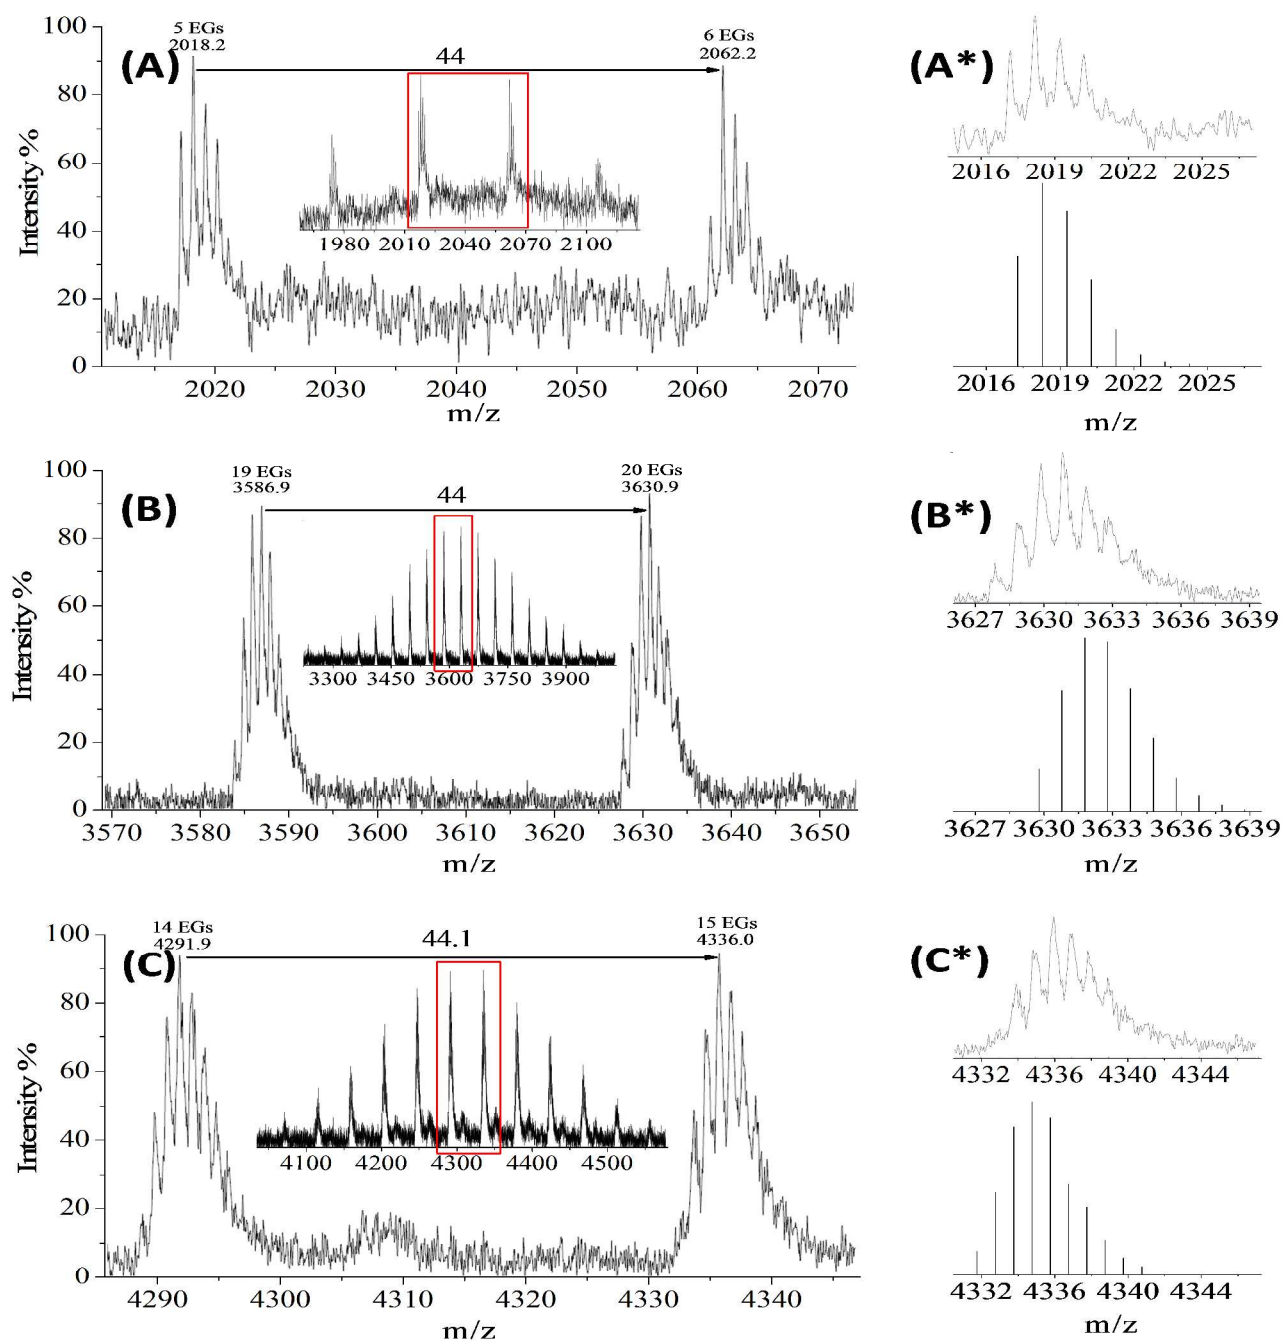 (A)
5 EGs
2018.2
44
6 EGs
2062.2
100
80
60
40
20
0
Intensity %
1980 2010 2040 2070 2100
2020 2030 2040 2050 2060 2070
m/z
(A*)
2016 2019 2022 2025
2016 2019 2022 2025
m/z
(B)
19 EGs
3586.9
44
20 EGs
3630.9
100
80
60
40
20
0
Intensity %
3300 3450 3600 3750 3900
3570 3580 3590 3600 3610 3620 3630 3640 3650
m/z
(B*)
3627 3630 3633 3636 3639
3627 3630 3633 3636 3639
m/z
(C)
14 EGs
4291.9
44.1
15 EGs
4336.0
100
80
60
40
20
0
Intensity %
4100 4200 4300 4400 4500
4290 4300 4310 4320 4330 4340
m/z
(C*)
4332 4336 4340 4344
4332 4336 4340 4344
m/z